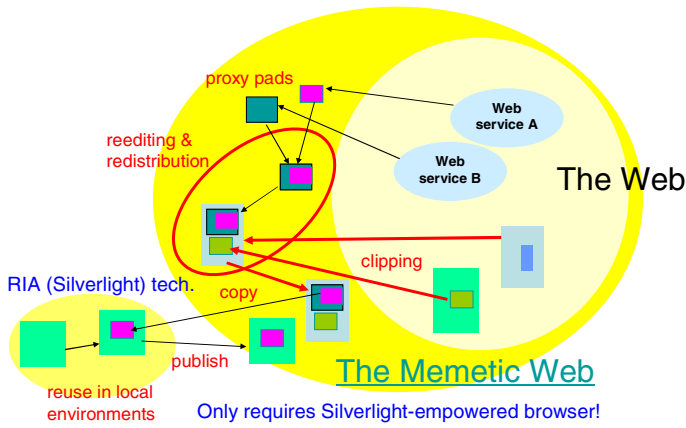 proxy pads
Web
service A
reediting &
redistribution
Web
service B
The Web
clipping
RIA (Silverlight) tech.
copy
publish
The Memetic Web
reuse in local
environments
Only requires Silverlight-empowered browser!